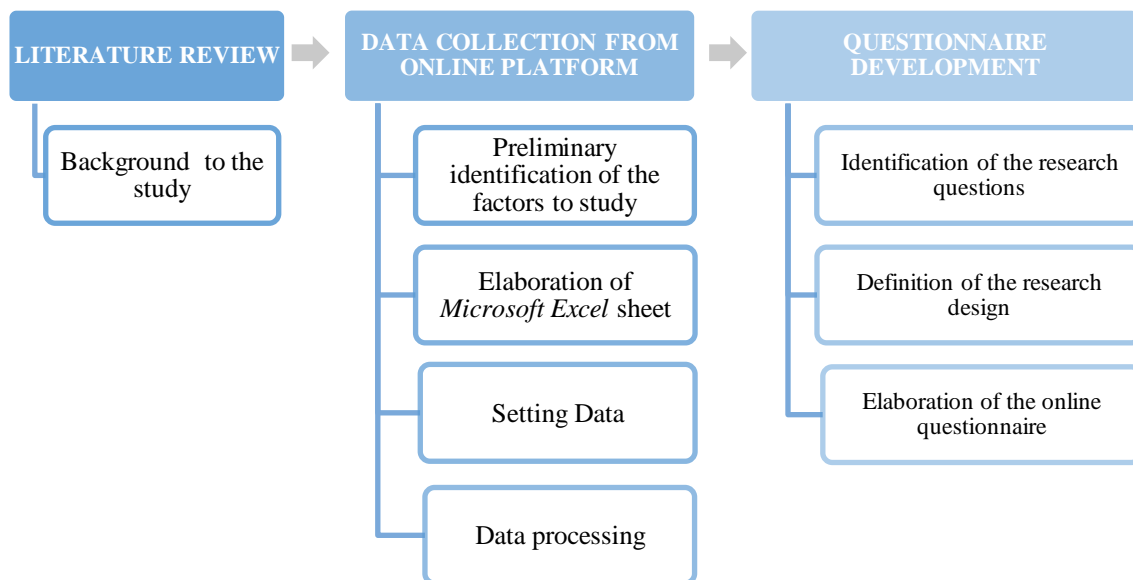 LITERATURE REVIEW
Background to the
study
DATA COLLECTION FROM
ONLINE PLATFORM
Preliminary
identification of the
factors to study
Elaboration of
Microsoft Excel sheet
Setting Data
Data processing
QUESTIONNAIRE
DEVELOPMENT
Identification of the research
questions
Definition of the research
design
Elaboration of the online
questionnaire